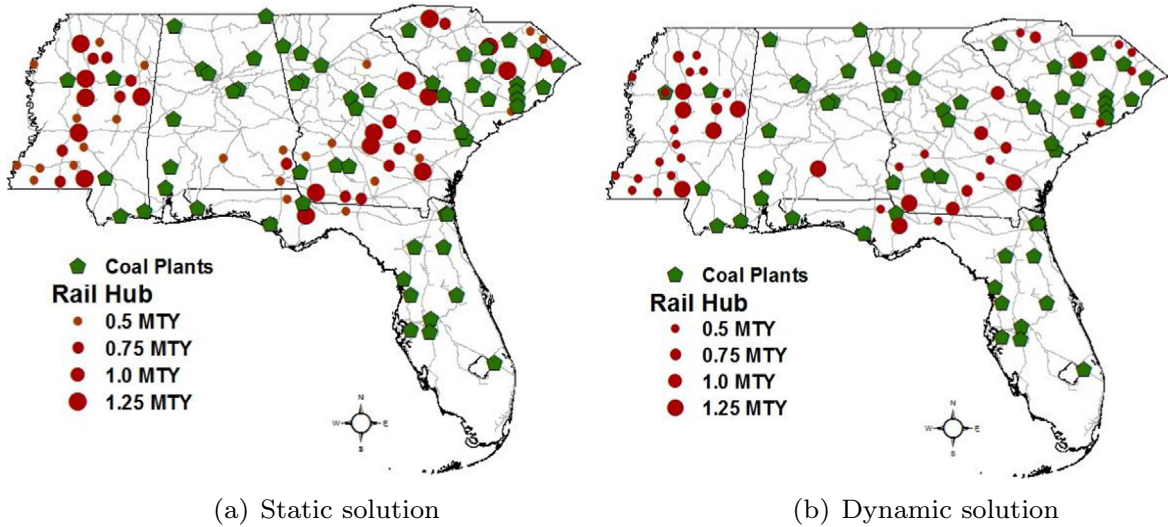 Coal Plants
Rail Hub
0.5 MTY
0.75 MTY
1.0 MTY
1.25 MTY
N
W E
S
(a) Static solution
Coal Plants
Rail Hub
0.5 MTY
0.75 MTY
1.0 MTY
1.25 MTY
N
W E
S
(b) Dynamic solution